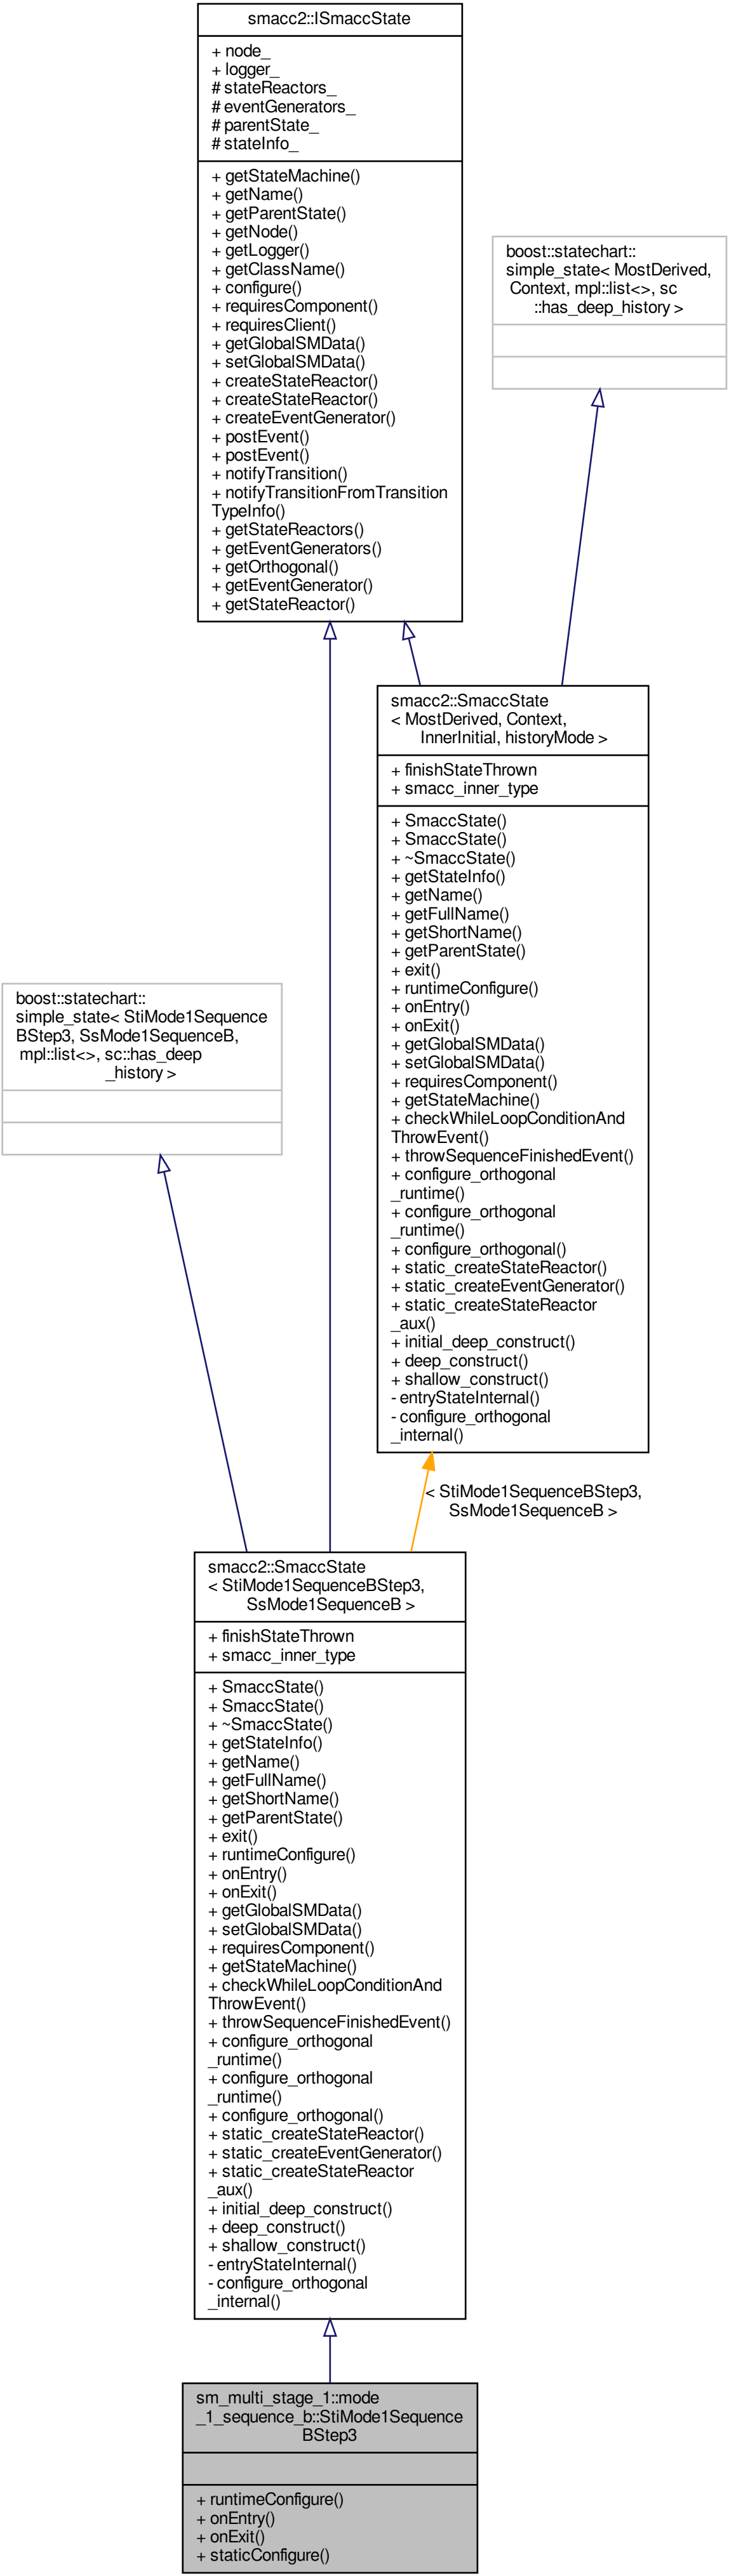 smacc2::ISmaccState
+ node_
+ logger_
# stateReactors_
# eventGenerators_
# parentState_
# stateInfo_
+ getStateMachine()
+ getName()
+ getParentState()
+ getNode()
+ getLogger()
+ getClassName()
+ configure()
+ requiresComponent()
+ requiresClient()
+ getGlobalSMData()
+ setGlobalSMData()
+ createStateReactor()
+ createStateReactor()
+ createEventGenerator()
+ postEvent()
+ postEvent()
+ notifyTransition()
+ notifyTransitionFromTransition
TypeInfo()
+ getStateReactors()
+ getEventGenerators()
+ getOrthogonal()
+ getEventGenerator()
+ getStateReactor()
boost::statechart::
simple_state< MostDerived,
Context, mpl::list<>, sc
::has_deep_history >
smacc2::SmaccState
< MostDerived, Context,
InnerInitial, historyMode >
+ finishStateThrown
+ smacc_inner_type
+ SmaccState()
+ SmaccState()
+ ~SmaccState()
+ getStateInfo()
+ getName()
+ getFullName()
+ getShortName()
+ getParentState()
+ exit()
+ runtimeConfigure()
+ onEntry()
+ onExit()
+ getGlobalSMData()
+ setGlobalSMData()
+ requiresComponent()
+ getStateMachine()
+ checkWhileLoopConditionAnd
ThrowEvent()
+ throwSequenceFinishedEvent()
+ configure_orthogonal
_runtime()
+ configure_orthogonal
_runtime()
+ configure_orthogonal()
+ static_createStateReactor()
+ static_createEventGenerator()
+ static_createStateReactor
_aux()
+ initial_deep_construct()
+ deep_construct()
+ shallow_construct()
- entryStateInternal()
- configure_orthogonal
_internal()
boost::statechart::
simple_state< StiMode1Sequence
BStep3, SsMode1SequenceB,
mpl::list<>, sc::has_deep
_history >
< StiMode1SequenceBStep3,
SsMode1SequenceB >
smacc2::SmaccState
< StiMode1SequenceBStep3,
SsMode1SequenceB >
+ finishStateThrown
+ smacc_inner_type
+ SmaccState()
+ SmaccState()
+ ~SmaccState()
+ getStateInfo()
+ getName()
+ getFullName()
+ getShortName()
+ getParentState()
+ exit()
+ runtimeConfigure()
+ onEntry()
+ onExit()
+ getGlobalSMData()
+ setGlobalSMData()
+ requiresComponent()
+ getStateMachine()
+ checkWhileLoopConditionAnd
ThrowEvent()
+ throwSequenceFinishedEvent()
+ configure_orthogonal
_runtime()
+ configure_orthogonal
_runtime()
+ configure_orthogonal()
+ static_createStateReactor()
+ static_createEventGenerator()
+ static_createStateReactor
_aux()
+ initial_deep_construct()
+ deep_construct()
+ shallow_construct()
- entryStateInternal()
- configure_orthogonal
_internal()
sm_multi_stage_1::mode
_1_sequence_b::StiMode1Sequence
BStep3
+ runtimeConfigure()
+ onEntry()
+ onExit()
+ staticConfigure()